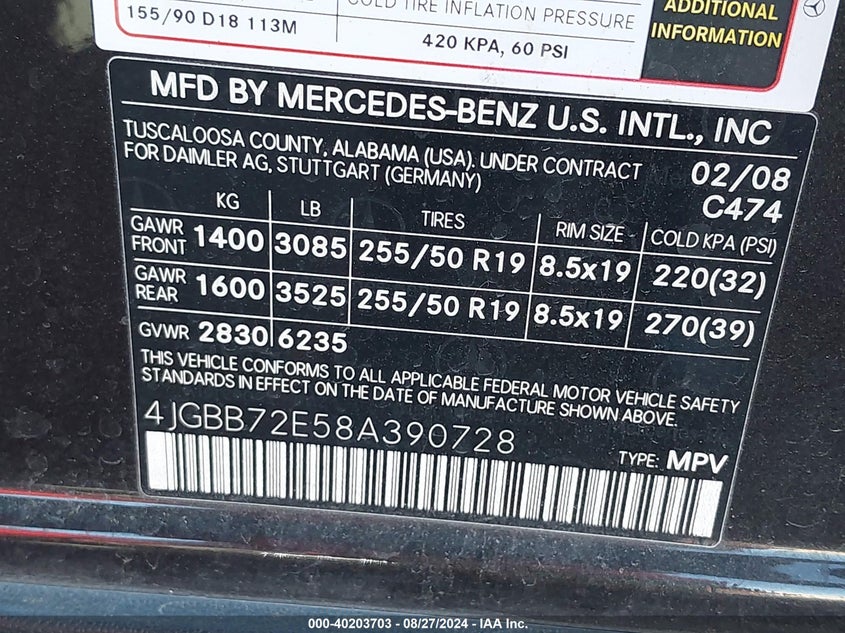 COLD TIRE INFLATION PRESSURE
155/90 D18 113M
420 KPA, 60 PSI
ADDITIONAL
INFORMATION
MFD BY MERCEDES-BENZ U.S. INTL., INC
TUSCALOOSA COUNTY, ALABAMA (USA). UNDER CONTRACT
FOR DAIMLER AG, STUTTGART (GERMANY)
02/08
C474
KG LB TIRES RIM SIZE COLD KPA (PSI)
GAWR
FRONT 1400 3085 255/50 R19 8.5x19 220(32)
GAWR
REAR 1600 3525 255/50 R19 8.5x19 270(39)
GVWR 2830 6235
THIS VEHICLE CONFORMS TO ALL APPLICABLE FEDERAL MOTOR VEHICLE SAFETY
STANDARDS IN EFFECT ON THE DATE OF MANUFACTURE SHOWN ABOVE.
4JGBB72E58A390728
TYPE: MPV
000-40203703 - 08/27/2024 - IAA Inc.